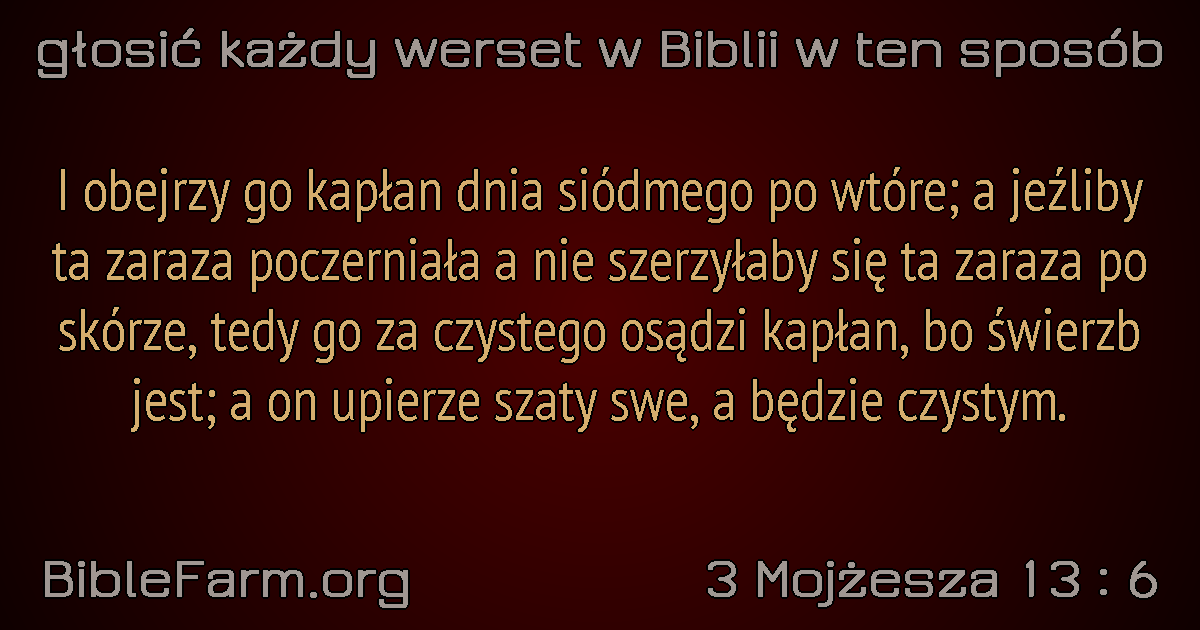 głosić każdy werset w Biblii w ten sposób
I obejrzy go kapłan dnia siódmego po wtóre; a jeźliby
ta zaraza poczerniała a nie szerzyłaby się ta zaraza po
skórze, tedy go za czystego osądzi kapłan, bo świerzb
jest; a on upierze szaty swe, a będzie czystym.
BibleFarm.org
3 Mojżesza 13 : 6